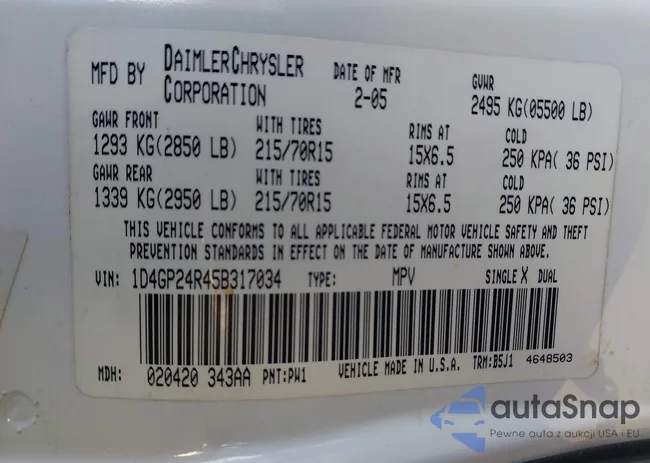 MFD BY DAIMLERCHRYSLER CORPORATION DATE OF MFR 2-05 GVWR 2495 KG(05500 LB)
GAWR FRONT WITH TIRES RIMS AT COLD
1293 KG(2850 LB) 215/70R15 15X6.5 250 KPA( 36 PSI)
GAWR REAR WITH TIRES RIMS AT COLD
1339 KG(2950 LB) 215/70R15 15X6.5 250 KPA( 36 PSI)
THIS VEHICLE CONFORMS TO ALL APPLICABLE FEDERAL MOTOR VEHICLE SAFETY AND THEFT
PREVENTION STANDARDS IN EFFECT ON THE DATE OF MANUFACTURE SHOWN ABOVE.
VIN: 1D4GP24R45B317034 TYPE: MPV SINGLE X DUAL
MDH: 020420 343AA PNT:PW1 VEHICLE MADE IN U.S.A. TRM:B5J1 4648503
autaSnap
Pewne auta z aukcji USA i EU